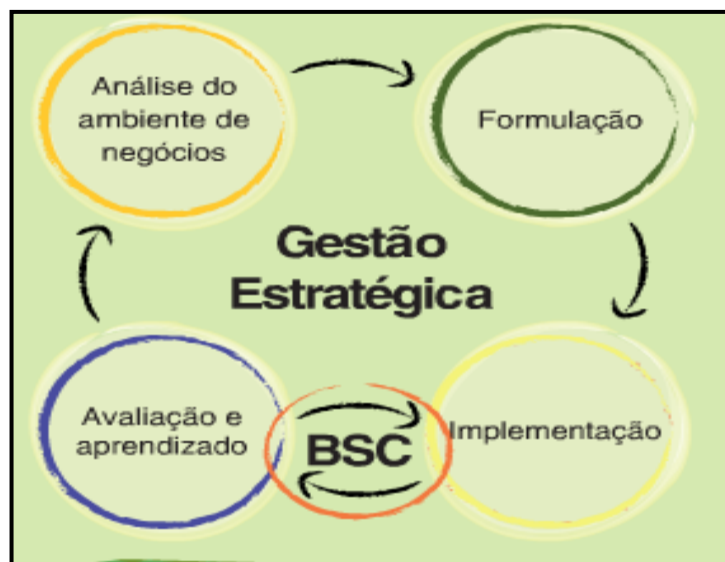 Análise do
ambiente de
negócios
Formulação
Gestão
Estratégica
Avaliação e
aprendizado
BSC
Implementação